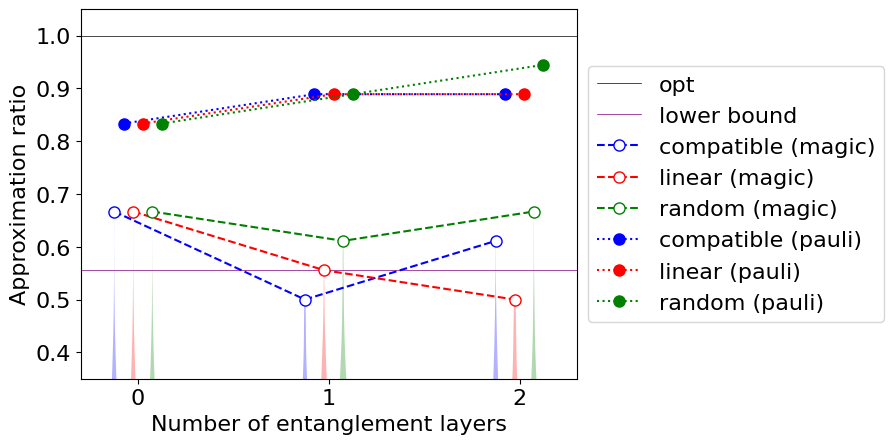 1.0
0.9
0.8
0.7
0.6
0.5
0.4
Approximation ratio
0 1 2
Number of entanglement layers
opt
lower bound
compatible (magic)
linear (magic)
random (magic)
compatible (pauli)
linear (pauli)
random (pauli)